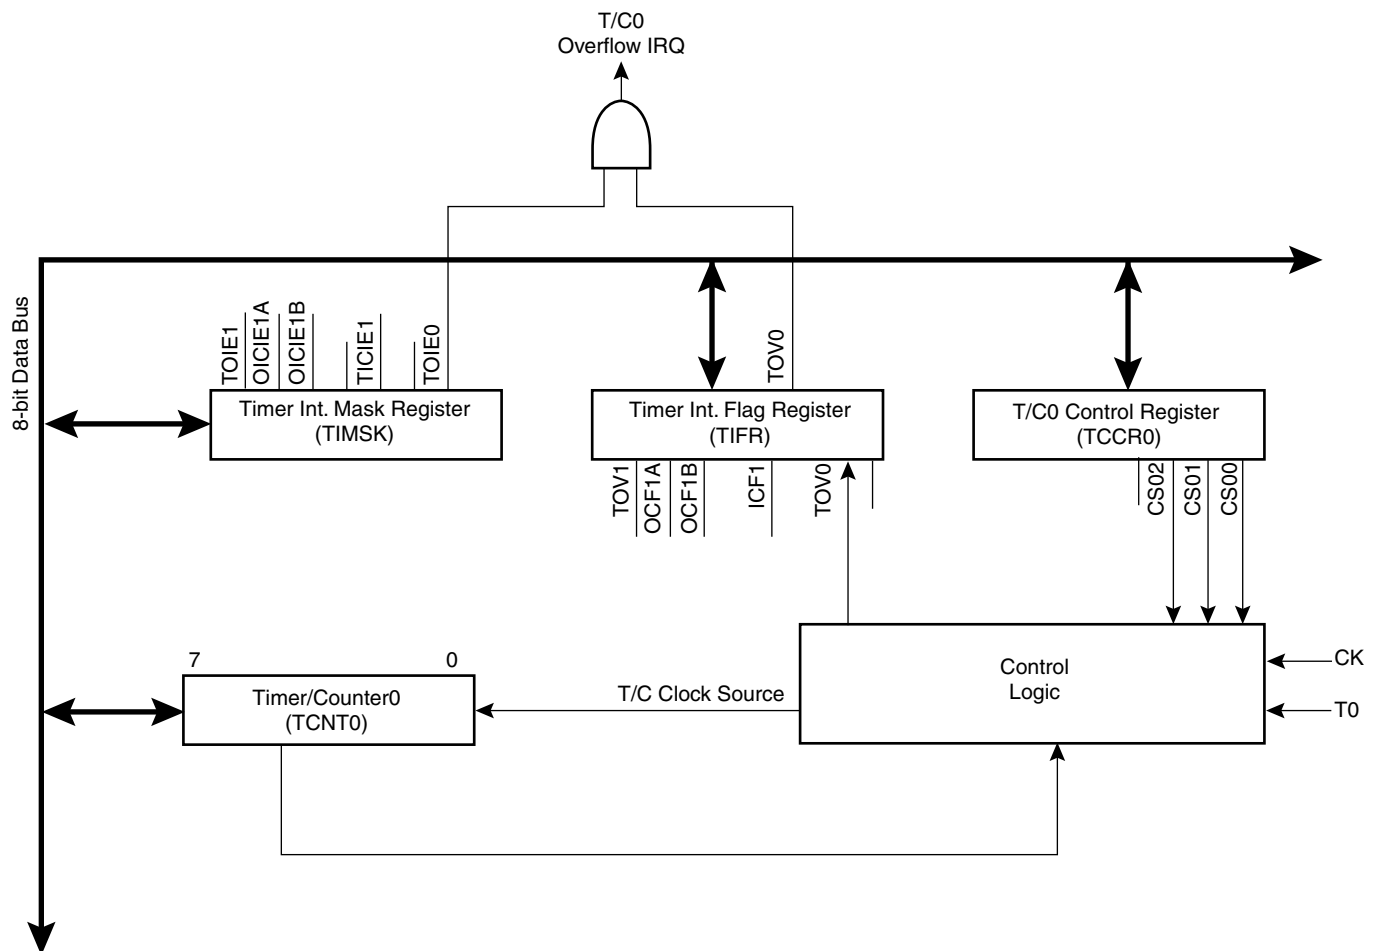 T/C0
Overflow IRQ
8-bit Data Bus
TOIE1
OICIE1A
OICIE1B
TICIE1
TOIE0
TOV0
Timer Int. Mask Register
(TIMSK)
Timer Int. Flag Register
(TIFR)
T/C0 Control Register
(TCCR0)
TOV1
OCF1A
OCF1B
ICF1
TOV0
CS02
CS01
CS00
7
0
Timer/Counter0
(TCNT0)
T/C Clock Source
Control
Logic
CK
T0